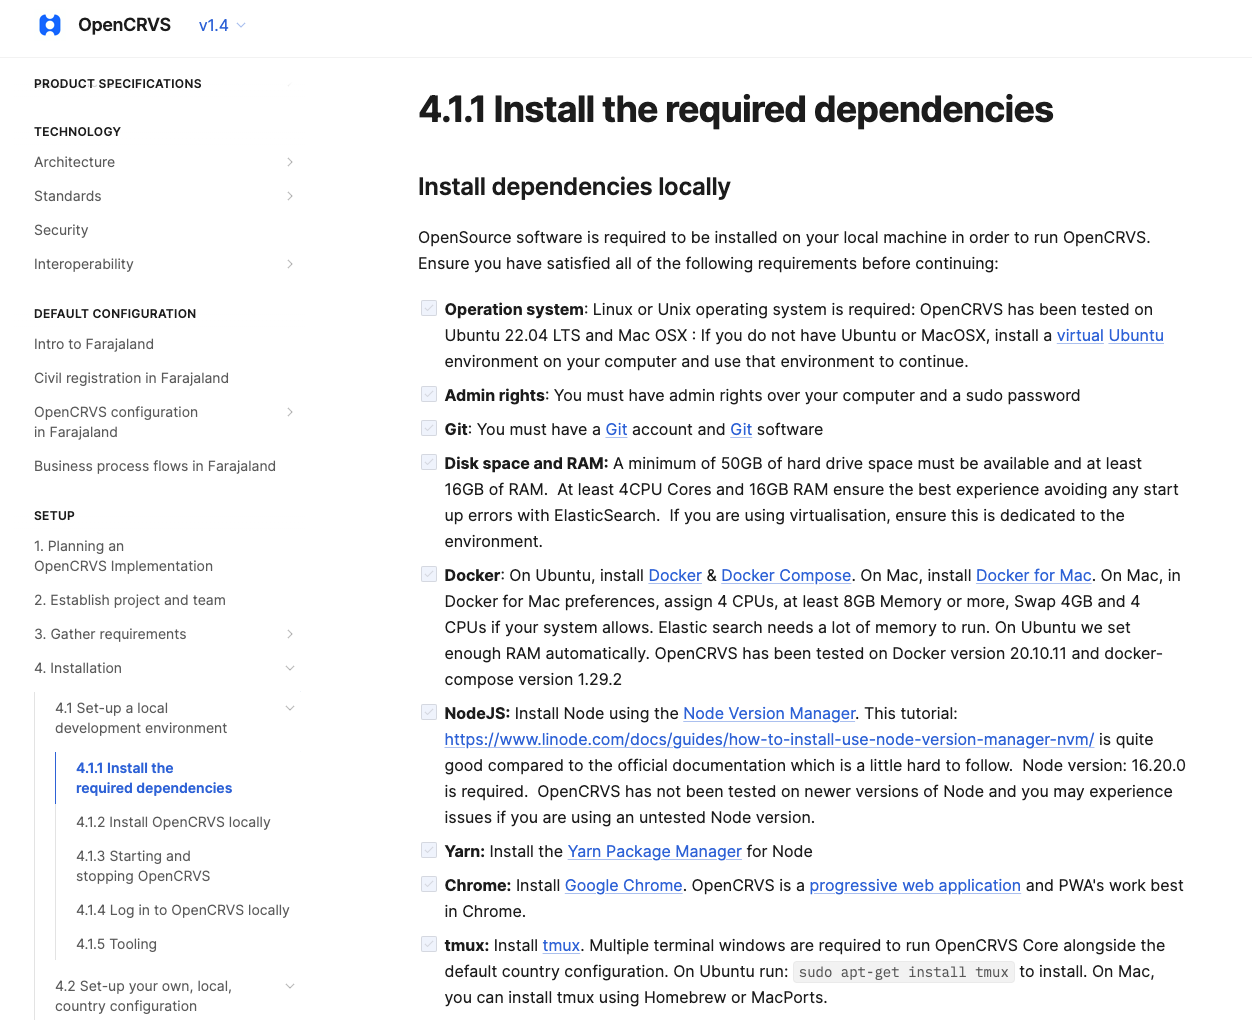 OpenCRVS v1.4
PRODUCT SPECIFICATIONS
TECHNOLOGY
Architecture
Standards
Security
Interoperability
DEFAULT CONFIGURATION
Intro to Farajaland
Civil registration in Farajaland
OpenCRVS configuration
in Farajaland
Business process flows in Farajaland
SETUP
1. Planning an
OpenCRVS Implementation
2. Establish project and team
3. Gather requirements
4. Installation
4.1 Set-up a local
development environment
4.1.1 Install the
required dependencies
4.1.2 Install OpenCRVS locally
4.1.3 Starting and
stopping OpenCRVS
4.1.4 Log in to OpenCRVS locally
4.1.5 Tooling
4.2 Set-up your own, local,
country configuration
4.1.1 Install the required dependencies
Install dependencies locally
OpenSource software is required to be installed on your local machine in order to run OpenCRVS.
Ensure you have satisfied all of the following requirements before continuing:
Operation system: Linux or Unix operating system is required: OpenCRVS has been tested on
Ubuntu 22.04 LTS and Mac OSX : If you do not have Ubuntu or MacOSX, install a virtual Ubuntu
environment on your computer and use that environment to continue.
Admin rights: You must have admin rights over your computer and a sudo password
Git: You must have a Git account and Git software
Disk space and RAM: A minimum of 50GB of hard drive space must be available and at least
16GB of RAM.  At least 4CPU Cores and 16GB RAM ensure the best experience avoiding any start
up errors with ElasticSearch.  If you are using virtualisation, ensure this is dedicated to the
environment.
Docker: On Ubuntu, install Docker & Docker Compose. On Mac, install Docker for Mac. On Mac, in
Docker for Mac preferences, assign 4 CPUs, at least 8GB Memory or more, Swap 4GB and 4
CPUs if your system allows. Elastic search needs a lot of memory to run. On Ubuntu we set
enough RAM automatically. OpenCRVS has been tested on Docker version 20.10.11 and docker-
compose version 1.29.2
NodeJS: Install Node using the Node Version Manager. This tutorial:
https://www.linode.com/docs/guides/how-to-install-use-node-version-manager-nvm/ is quite
good compared to the official documentation which is a little hard to follow.  Node version: 16.20.0
is required.  OpenCRVS has not been tested on newer versions of Node and you may experience
issues if you are using an untested Node version.
Yarn: Install the Yarn Package Manager for Node
Chrome: Install Google Chrome. OpenCRVS is a progressive web application and PWA's work best
in Chrome.
tmux: Install tmux. Multiple terminal windows are required to run OpenCRVS Core alongside the
default country configuration. On Ubuntu run: sudo apt-get install tmux to install. On Mac,
you can install tmux using Homebrew or MacPorts.